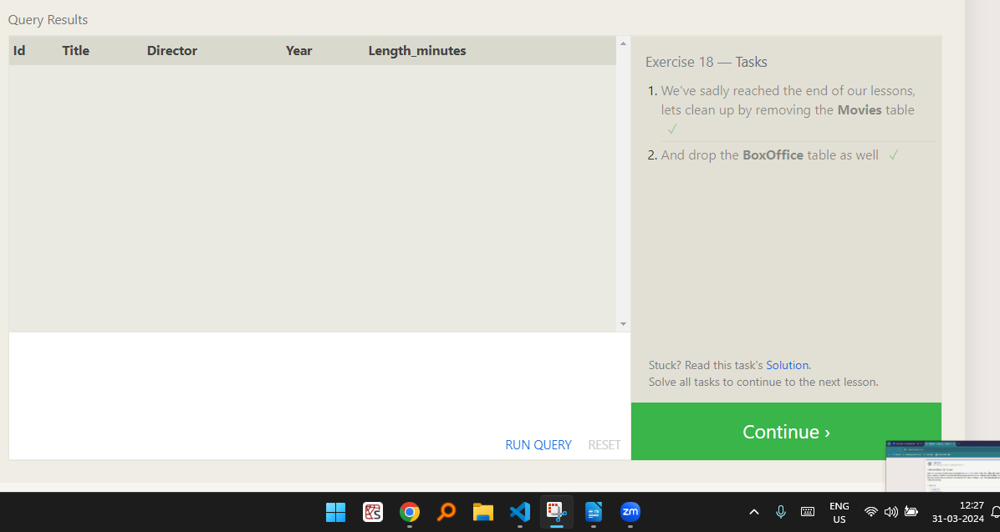 Query Results
Id Title Director Year Length_minutes
Exercise 18 — Tasks
1. We've sadly reached the end of our lessons,
lets clean up by removing the Movies table
✓
2. And drop the BoxOffice table as well ✓
Stuck? Read this task's Solution.
Solve all tasks to continue to the next lesson.
RUN QUERY RESET
Continue ›
zm
ENG
US
12:27
31-03-2024